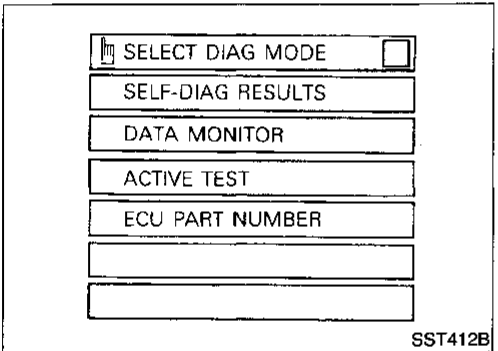 SELECT DIAG MODE
SELF-DIAG RESULTS
DATA MONITOR
ACTIVE TEST
ECU PART NUMBER
SST412B